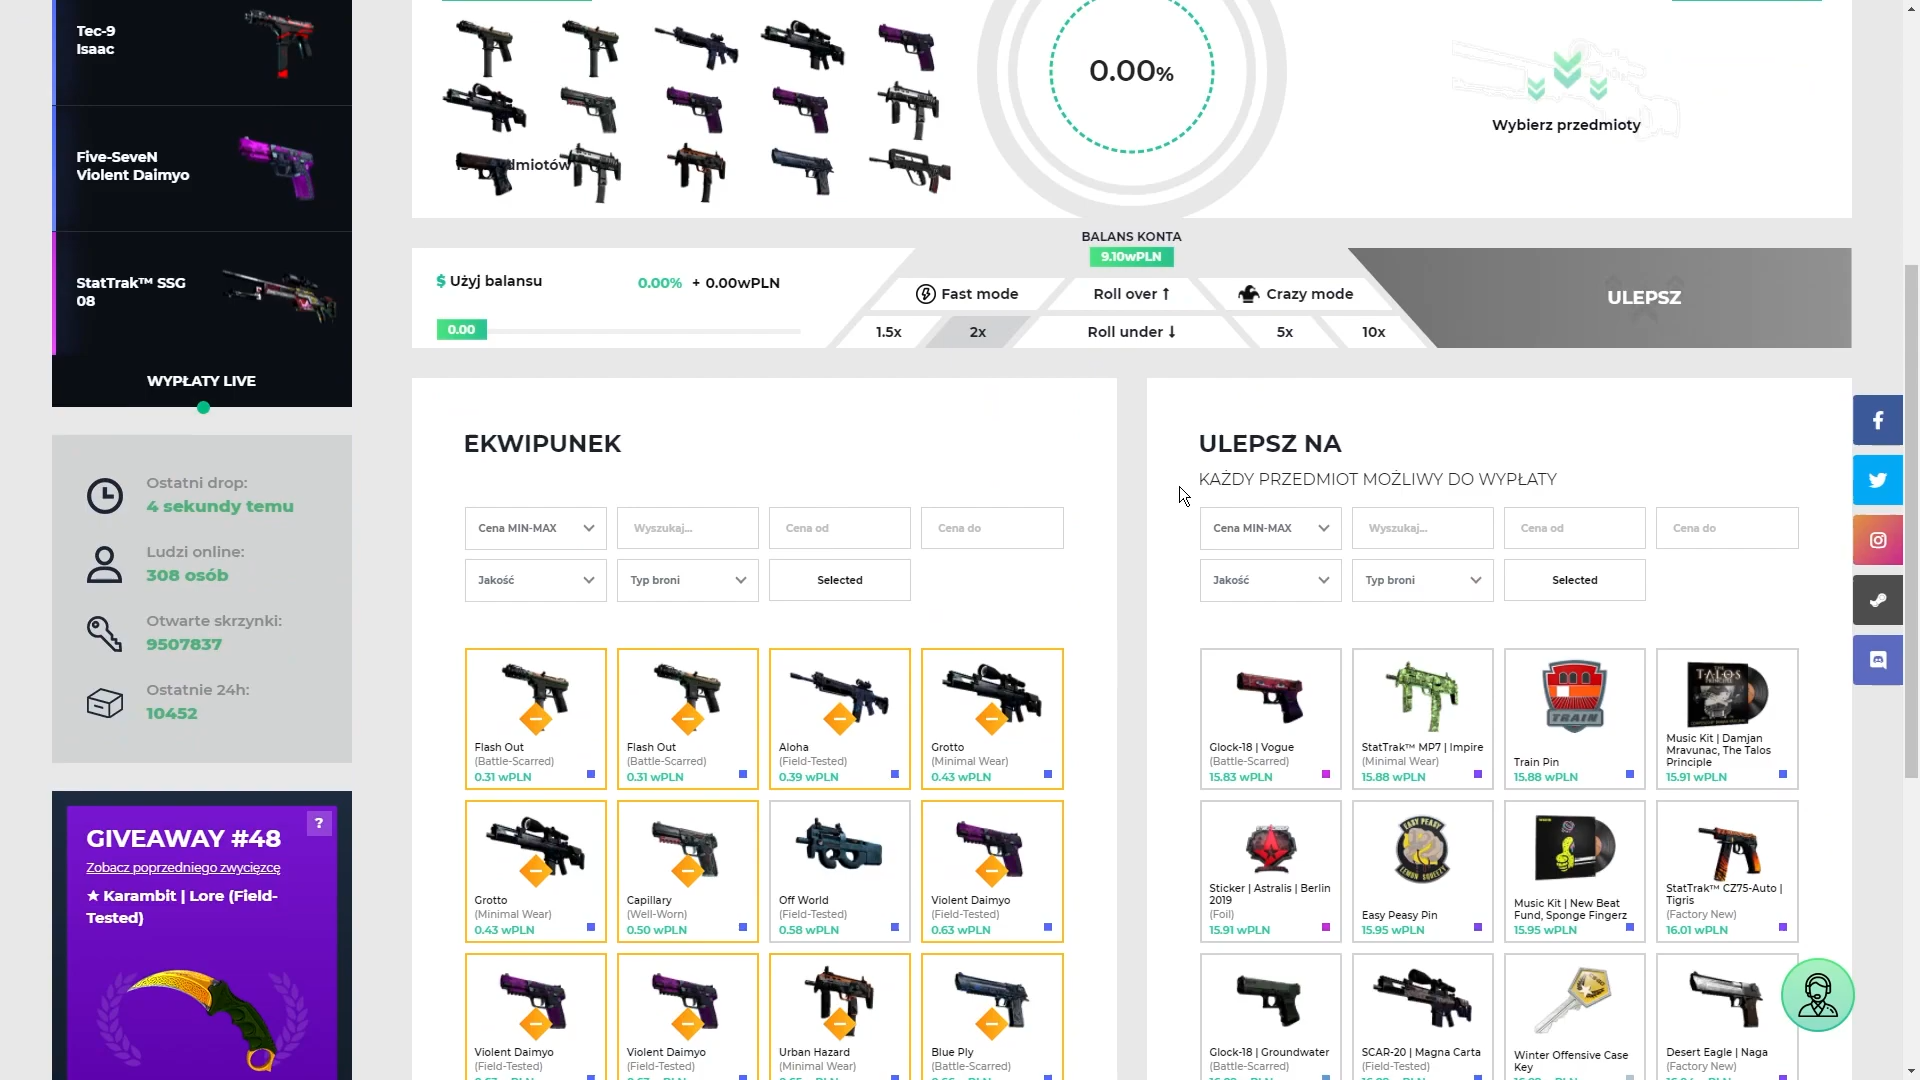 Tec-9
Isaac
Five-SeveN
Violent Daimyo
StatTrak™ SSG
08
WYPŁATY LIVE
Ostatni drop:
4 sekundy temu
Ludzi online:
308 osób
Otwarte skrzynki:
9507837
Ostatnie 24h:
10452
GIVEAWAY #48
?
Zobacz poprzedniego zwycięzcę
★ Karambit | Lore (Field-
Tested)
0.00%
Wybierz przedmioty
BALANS KONTA
9.10wPLN
$ Użyj balansu
0.00% + 0.00wPLN
0.00
Fast mode
Roll over
Crazy mode
1.5x
2x
Roll under
5x
10x
ULEPSZ
EKWIPUNEK
Cena MIN-MAX
Wyszukaj...
Cena od
Cena do
Jakość
Typ broni
Selected
Flash Out
(Battle-Scarred)
0.31 wPLN
Flash Out
(Battle-Scarred)
0.31 wPLN
Aloha
(Field-Tested)
0.39 wPLN
Grotto
(Minimal Wear)
0.43 wPLN
Grotto
(Minimal Wear)
0.43 wPLN
Capillary
(Well-Worn)
0.50 wPLN
Off World
(Field-Tested)
0.58 wPLN
Violent Daimyo
(Field-Tested)
0.63 wPLN
Violent Daimyo
(Field-Tested)
Violent Daimyo
(Field-Tested)
Urban Hazard
(Minimal Wear)
Blue Ply
(Battle-Scarred)
ULEPSZ NA
KAŻDY PRZEDMIOT MOŻLIWY DO WYPŁATY
Cena MIN-MAX
Wyszukaj...
Cena od
Cena do
Jakość
Typ broni
Selected
Glock-18 | Vogue
(Battle-Scarred)
15.83 wPLN
StatTrak™ MP7 | Impire
(Minimal Wear)
15.88 wPLN
TRAIN
Train Pin
15.88 wPLN
THE
TALOS
Music Kit | Damjan
Mravunac, The Talos
Principle
15.91 wPLN
Sticker | Astralis | Berlin
2019
(Foil)
15.91 wPLN
EASY PEASY
LEMON SQUEEZY
Easy Peasy Pin
15.95 wPLN
Music Kit | New Beat
Fund, Sponge Fingerz
15.95 wPLN
StatTrak™ CZ75-Auto |
Tigris
(Factory New)
16.01 wPLN
Glock-18 | Groundwater
(Battle-Scarred)
SCAR-20 | Magna Carta
(Field-Tested)
Winter Offensive Case
Key
Desert Eagle | Naga
(Factory New)